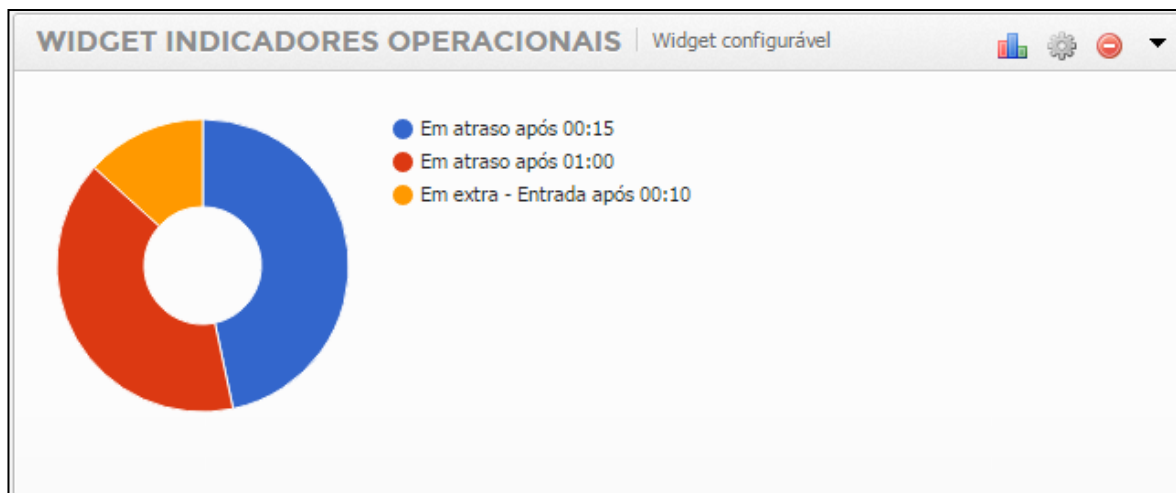 WIDGET INDICADORES OPERACIONAIS Widget configurável
Em atraso após 00:15
Em atraso após 01:00
Em extra - Entrada após 00:10